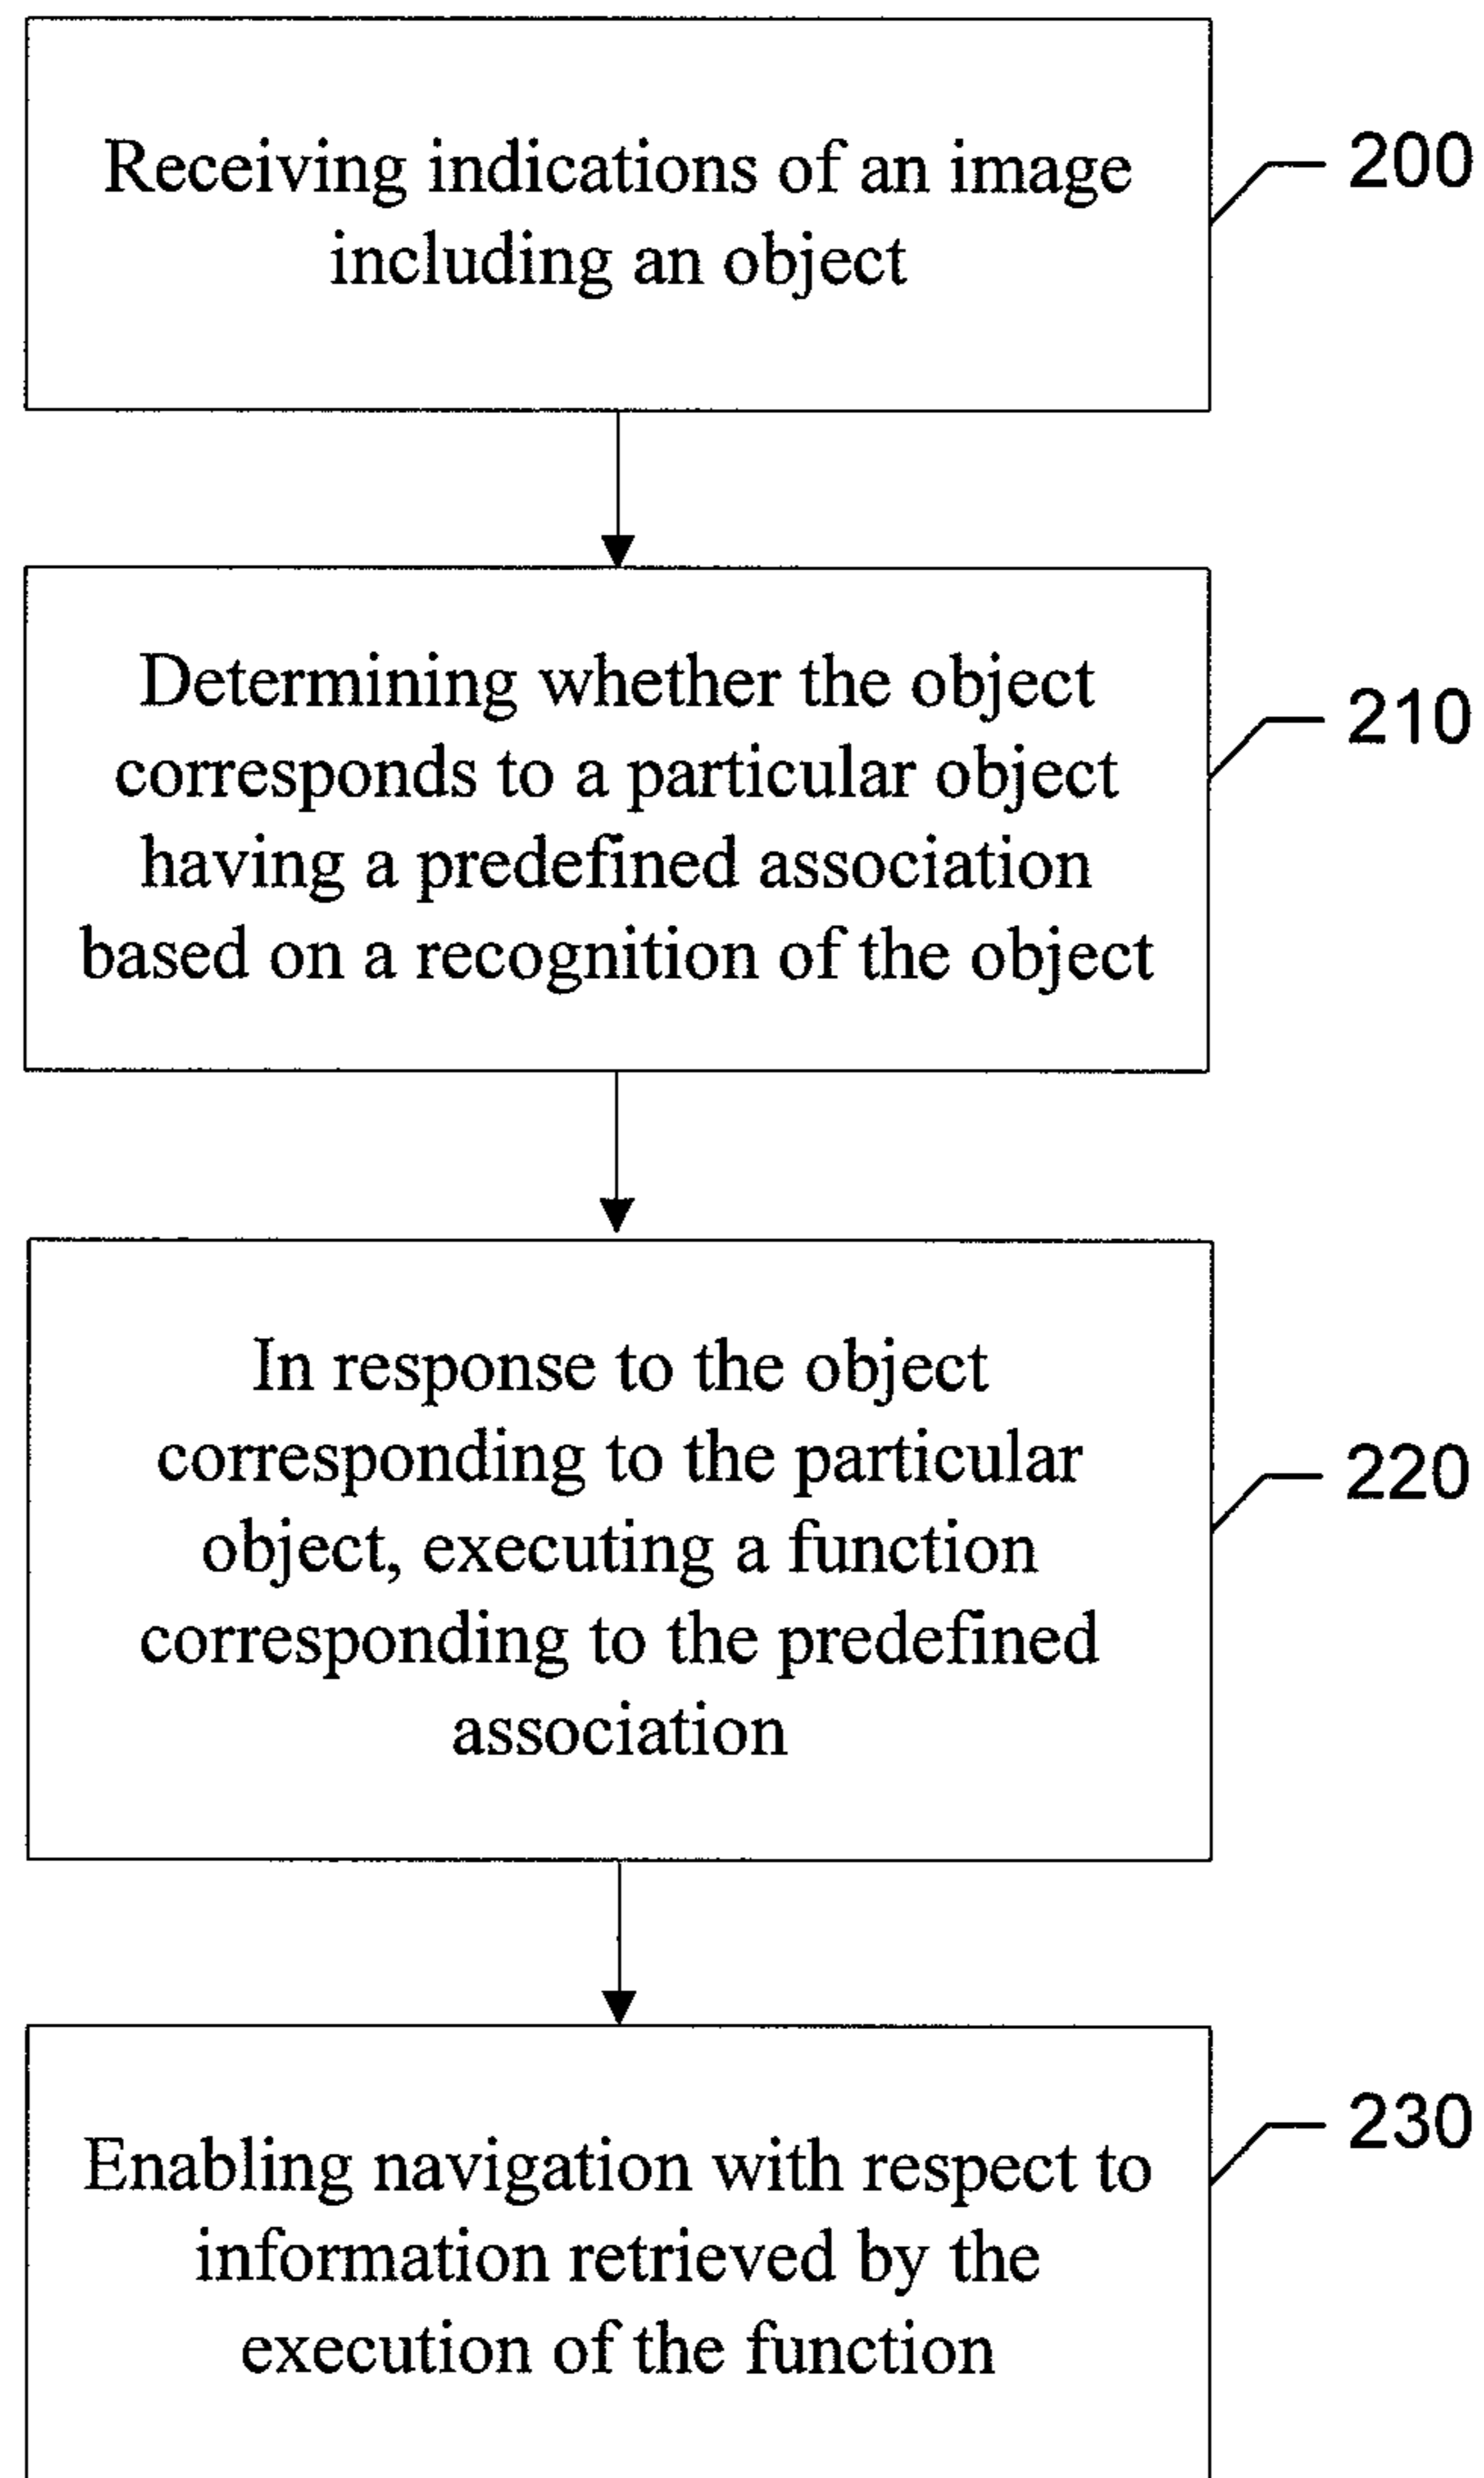 Receiving indications of an image
including an object
200
Determining whether the object
corresponds to a particular object
having a predefined association
based on a recognition of the object
210
In response to the object
corresponding to the particular
object, executing a function
corresponding to the predefined
association
220
Enabling navigation with respect to
information retrieved by the
execution of the function
230